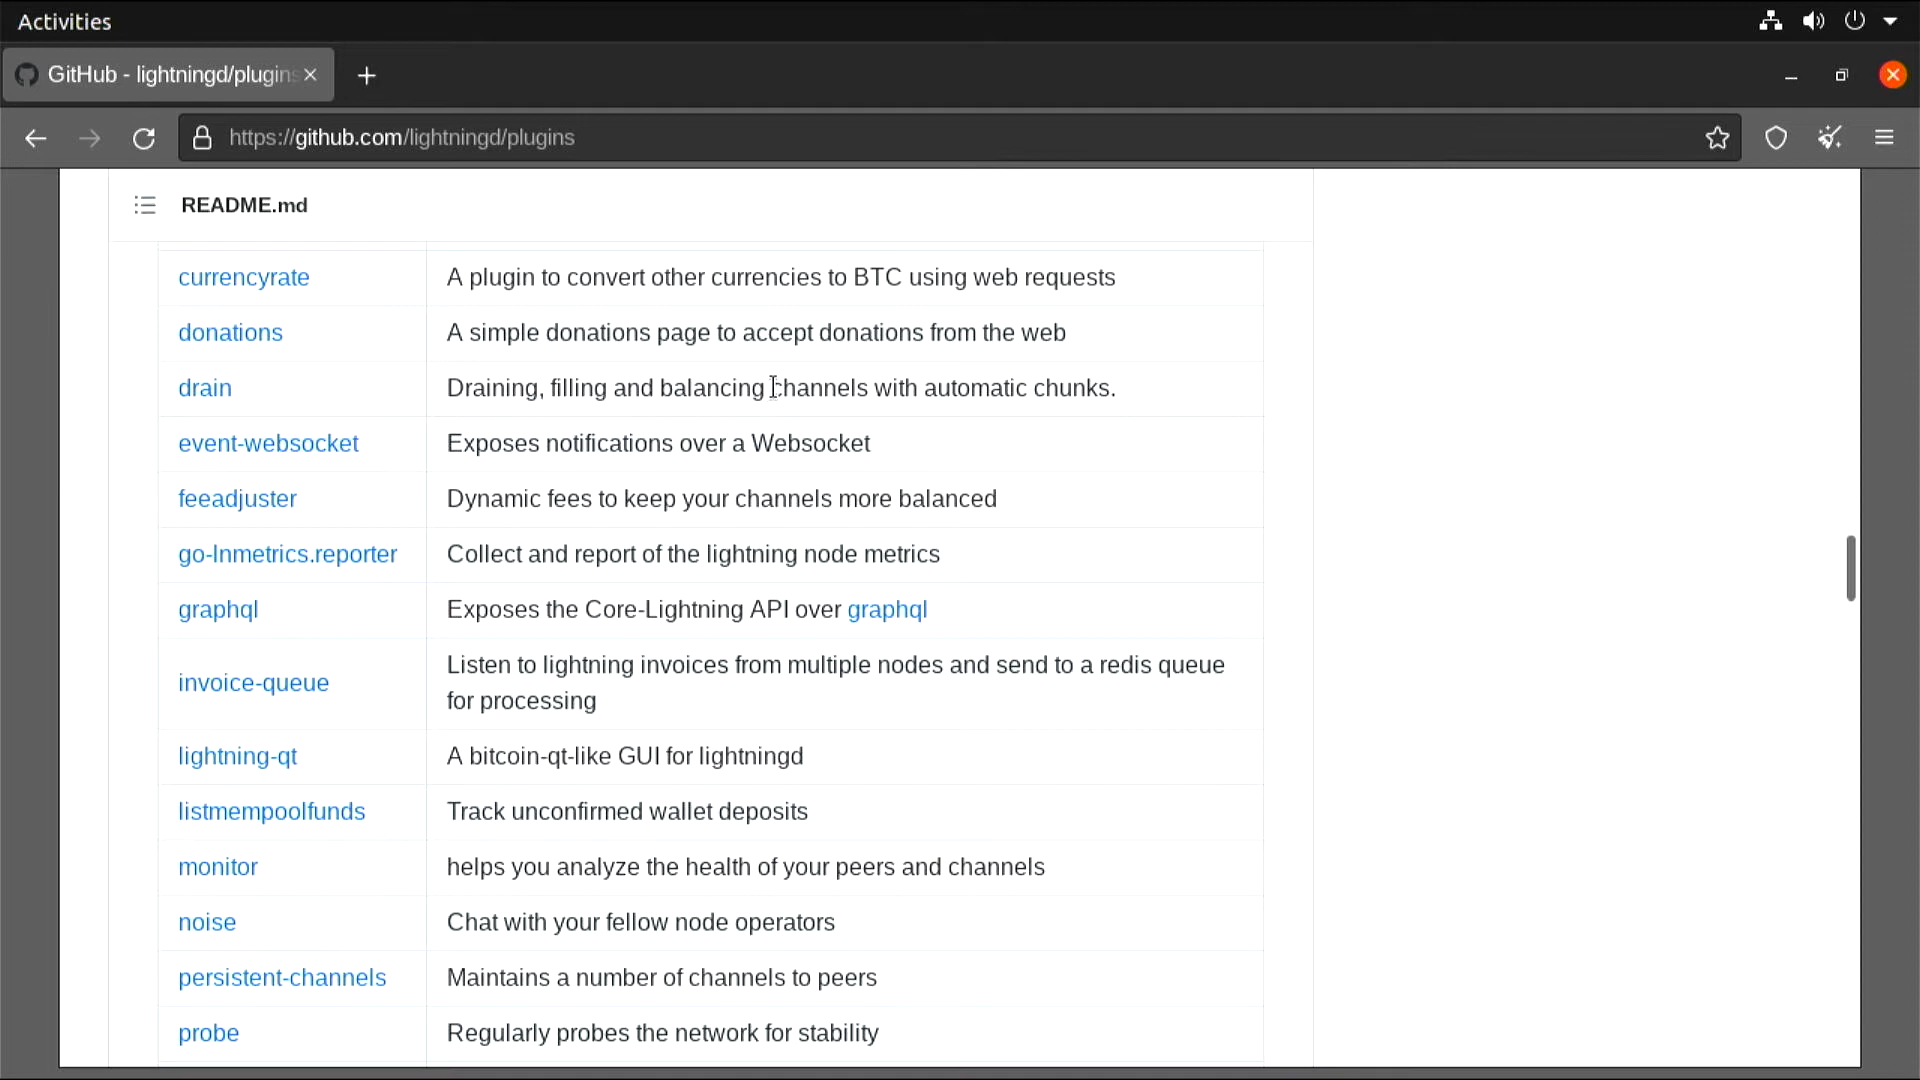 Activities
GitHub - lightningd/plugins
https://github.com/lightningd/plugins
README.md
currencyrate A plugin to convert other currencies to BTC using web requests
donations A simple donations page to accept donations from the web
drain Draining, filling and balancing channels with automatic chunks.
event-websocket Exposes notifications over a Websocket
feeadjuster Dynamic fees to keep your channels more balanced
go-lnmetrics.reporter Collect and report of the lightning node metrics
graphql Exposes the Core-Lightning API over graphql
invoice-queue Listen to lightning invoices from multiple nodes and send to a redis queue
for processing
lightning-qt A bitcoin-qt-like GUI for lightningd
listmempoolfunds Track unconfirmed wallet deposits
monitor helps you analyze the health of your peers and channels
noise Chat with your fellow node operators
persistent-channels Maintains a number of channels to peers
probe Regularly probes the network for stability